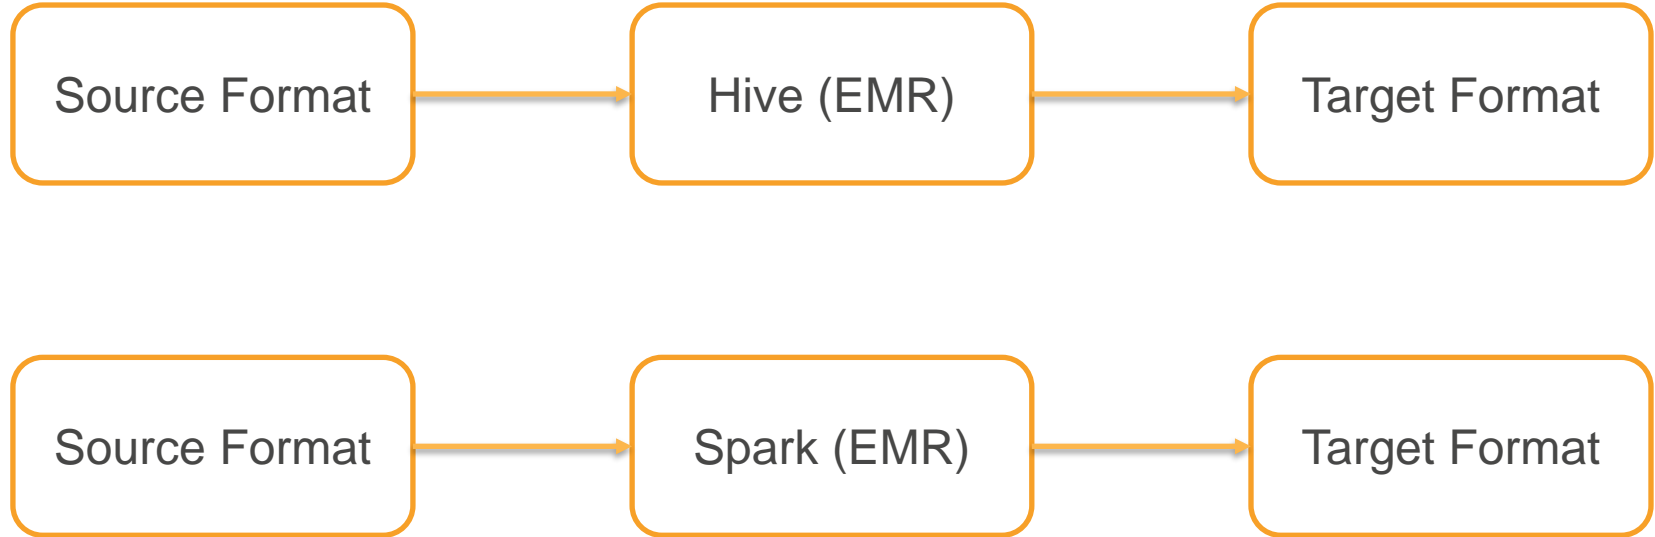 Source Format
Hive (EMR)
Target Format
Source Format
Spark (EMR)
Target Format